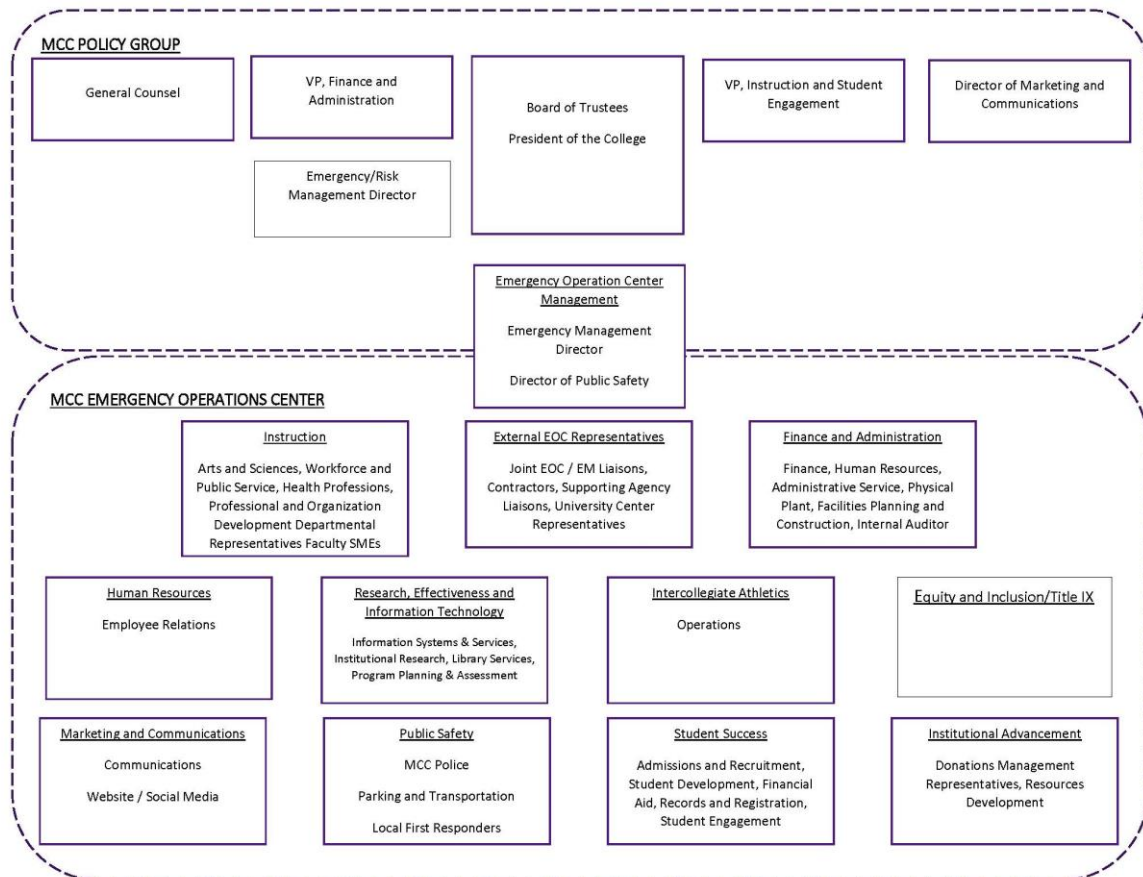 MCC POLICY GROUP
General Counsel
VP, Finance and
Administration
Board of Trustees
President of the College
VP, Instruction and Student
Engagement
Director of Marketing and
Communications
Emergency/Risk
Management Director
Emergency Operation Center
Management
Emergency Management
Director
Director of Public Safety
MCC EMERGENCY OPERATIONS CENTER
Instruction
Arts and Sciences, Workforce and
Public Service, Health Professions,
Professional and Organization
Development Departmental
Representatives Faculty SMEs
External EOC Representatives
Joint EOC / EM Liaisons,
Contractors, Supporting Agency
Liaisons, University Center
Representatives
Finance and Administration
Finance, Human Resources,
Administrative Service, Physical
Plant, Facilities Planning and
Construction, Internal Auditor
Human Resources
Employee Relations
Research, Effectiveness and
Information Technology
Information Systems & Services,
Institutional Research, Library Services,
Program Planning & Assessment
Intercollegiate Athletics
Operations
Equity and Inclusion/Title IX
Marketing and Communications
Communications
Website / Social Media
Public Safety
MCC Police
Parking and Transportation
Local First Responders
Student Success
Admissions and Recruitment,
Student Development, Financial
Aid, Records and Registration,
Student Engagement
Institutional Advancement
Donations Management
Representatives, Resources
Development